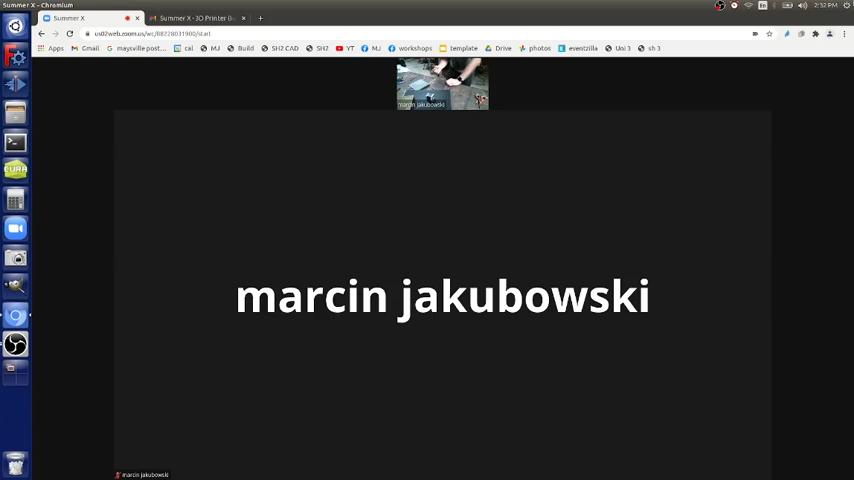 Summer X - Chromium
En
2:32 PM
Summer X
Summer X - 3D Printer B
us02web.zoom.us/wc/88228031900/start
Apps
Gmail
maysville post...
cal
MJ
Build
SH2 CAD
SH2
YT
MJ
workshops
template
Drive
photos
eventzilla
Uni 3
sh 3
marcin jakubowski
CURA
marcin jakubowski
marcin jakubowski